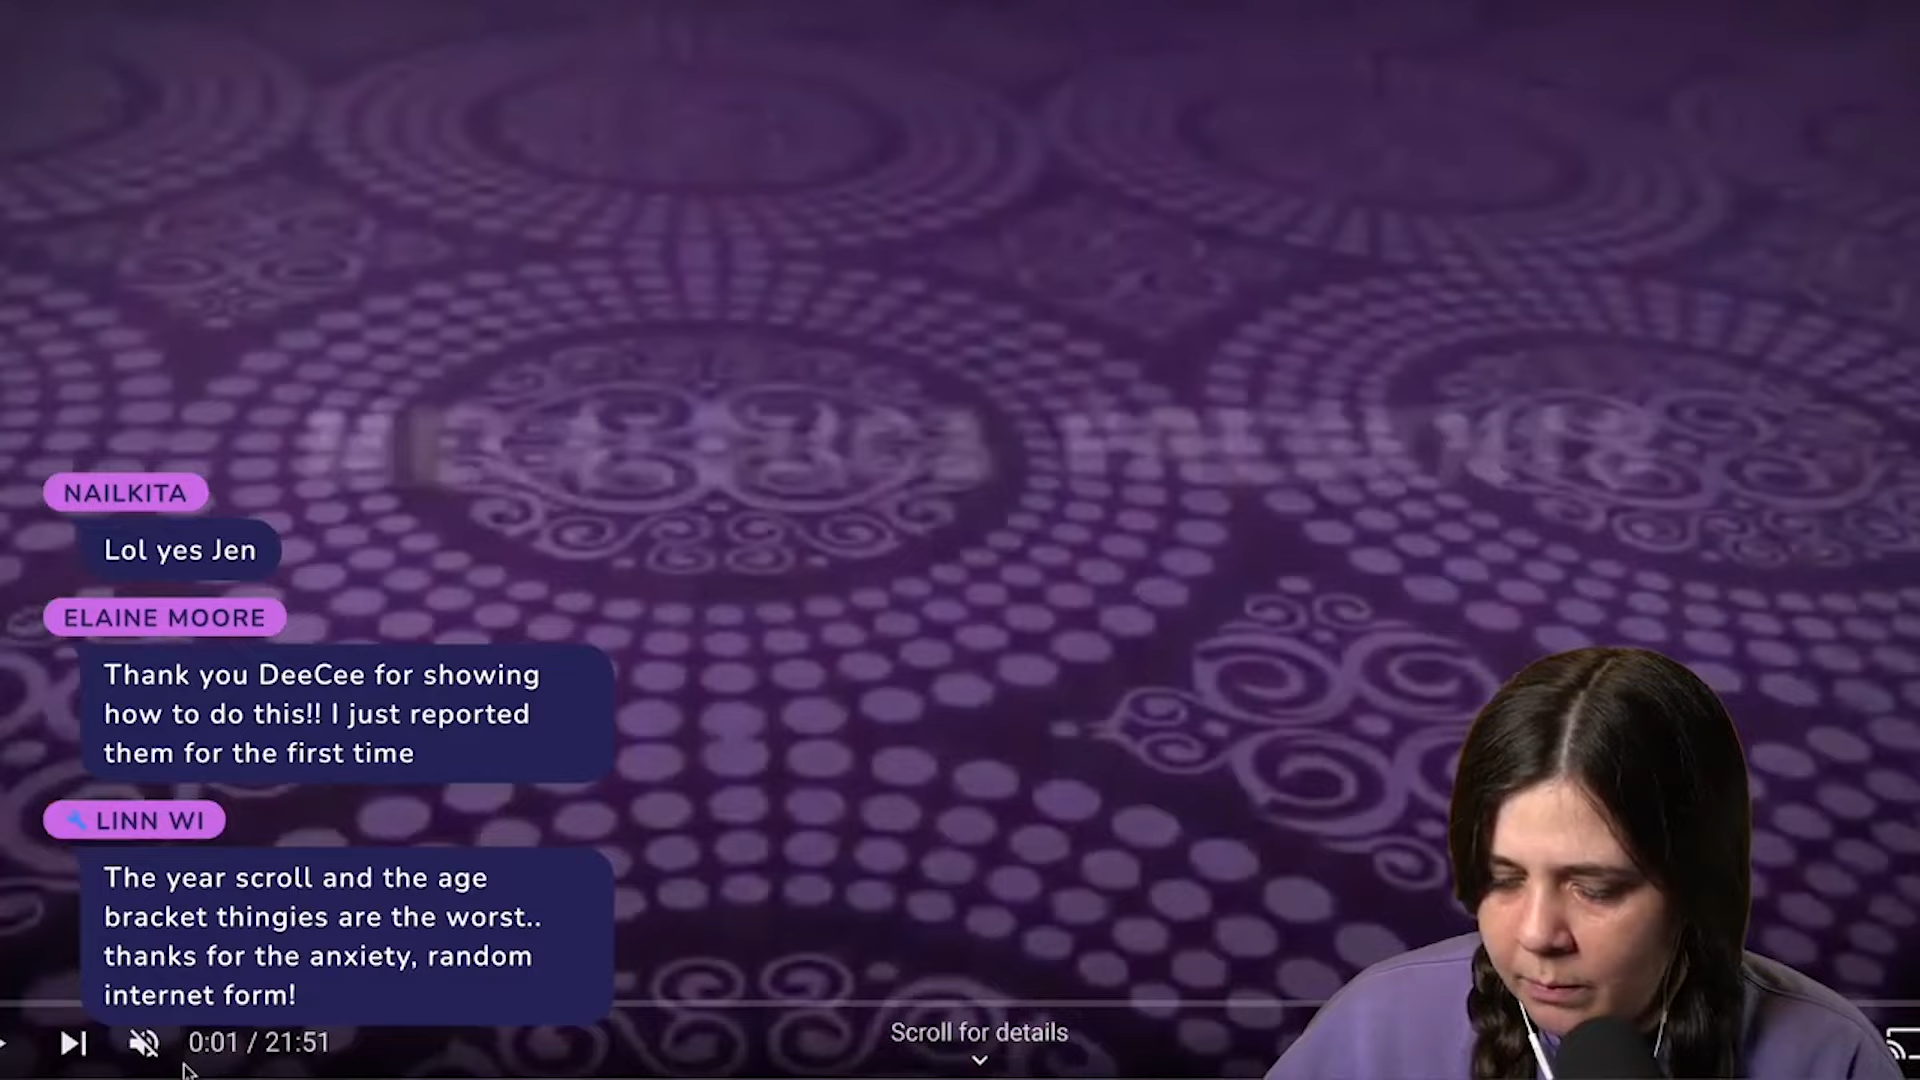 NAILKITA
Lol yes Jen
ELAINE MOORE
Thank you DeeCee for showing
how to do this!! I just reported
them for the first time
LINN WI
The year scroll and the age
bracket thingies are the worst..
thanks for the anxiety, random
internet form!
0:01 / 21:51
Scroll for details